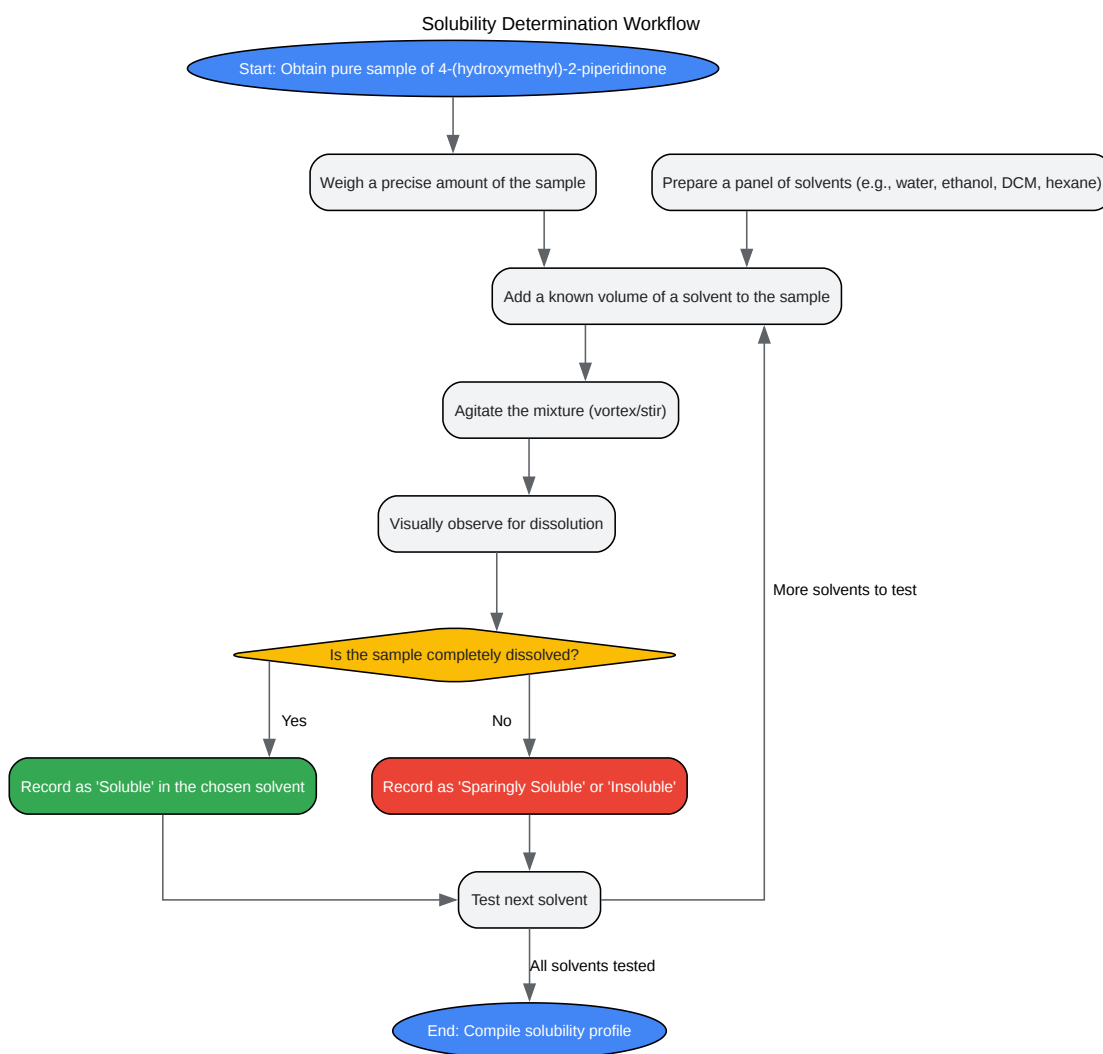 Solubility Determination Workflow
Start: Obtain pure sample of 4-(hydroxymethyl)-2-piperidinone
Weigh a precise amount of the sample
Prepare a panel of solvents (e.g., water, ethanol, DCM, hexane)
Add a known volume of a solvent to the sample
Agitate the mixture (vortex/stir)
Visually observe for dissolution
More solvents to test
Is the sample completely dissolved?
Yes
No
Record as 'Soluble' in the chosen solvent
Record as 'Sparingly Soluble' or 'Insoluble'
Test next solvent
All solvents tested
End: Compile solubility profile